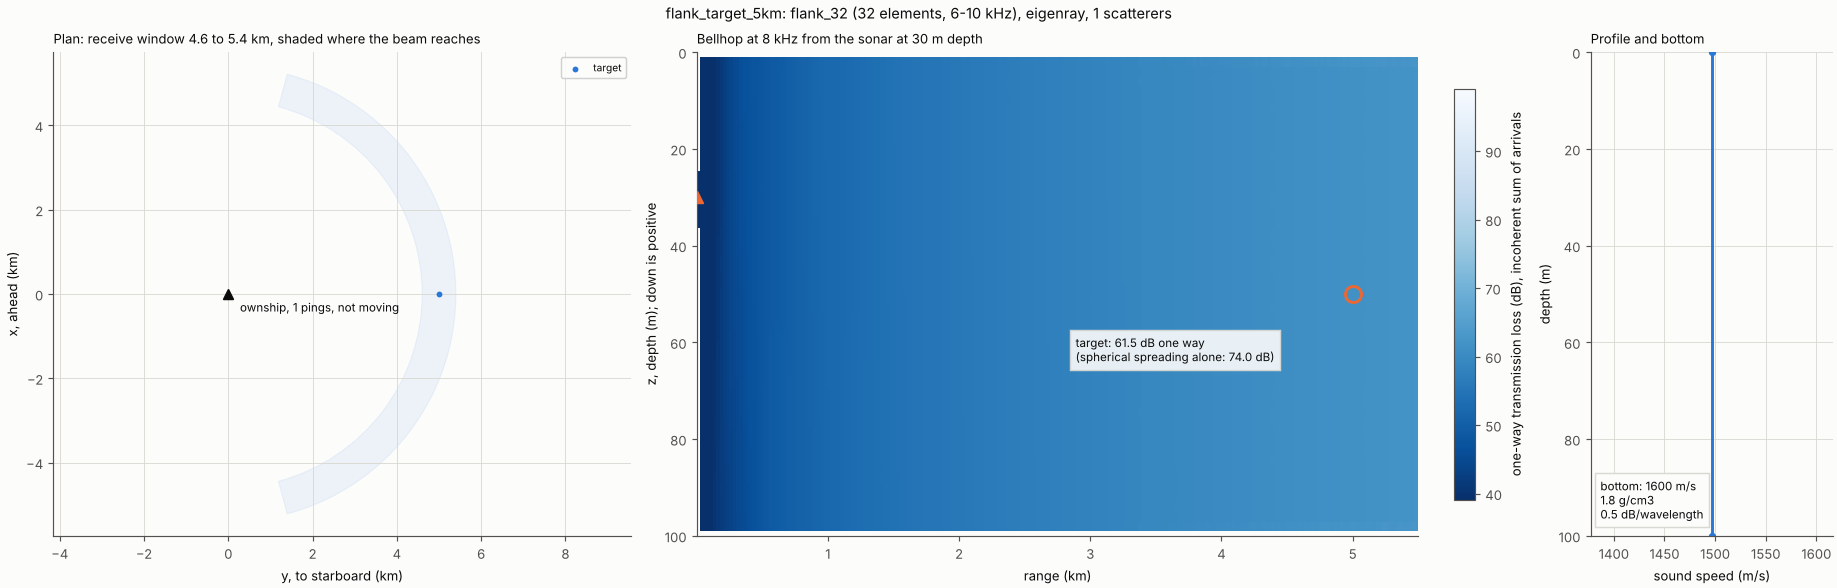 flank_target_5km: flank_32 (32 elements, 6-10 kHz), eigenray, 1 scatterers
Plan: receive window 4.6 to 5.4 km, shaded where the beam reaches
target
ownship, 1 pings, not moving
4
2
0
−2
−4
x, ahead (km)
−4
−2
0
2
4
6
8
y, to starboard (km)
Bellhop at 8 kHz from the sonar at 30 m depth
0
20
40
60
80
100
z, depth (m); down is positive
target: 61.5 dB one way
(spherical spreading alone: 74.0 dB)
1
2
3
4
5
range (km)
90
80
70
60
50
40
one-way transmission loss (dB), incoherent sum of arrivals
Profile and bottom
0
20
40
60
80
100
depth (m)
bottom: 1600 m/s
1.8 g/cm3
0.5 dB/wavelength
1400
1450
1500
1550
1600
sound speed (m/s)